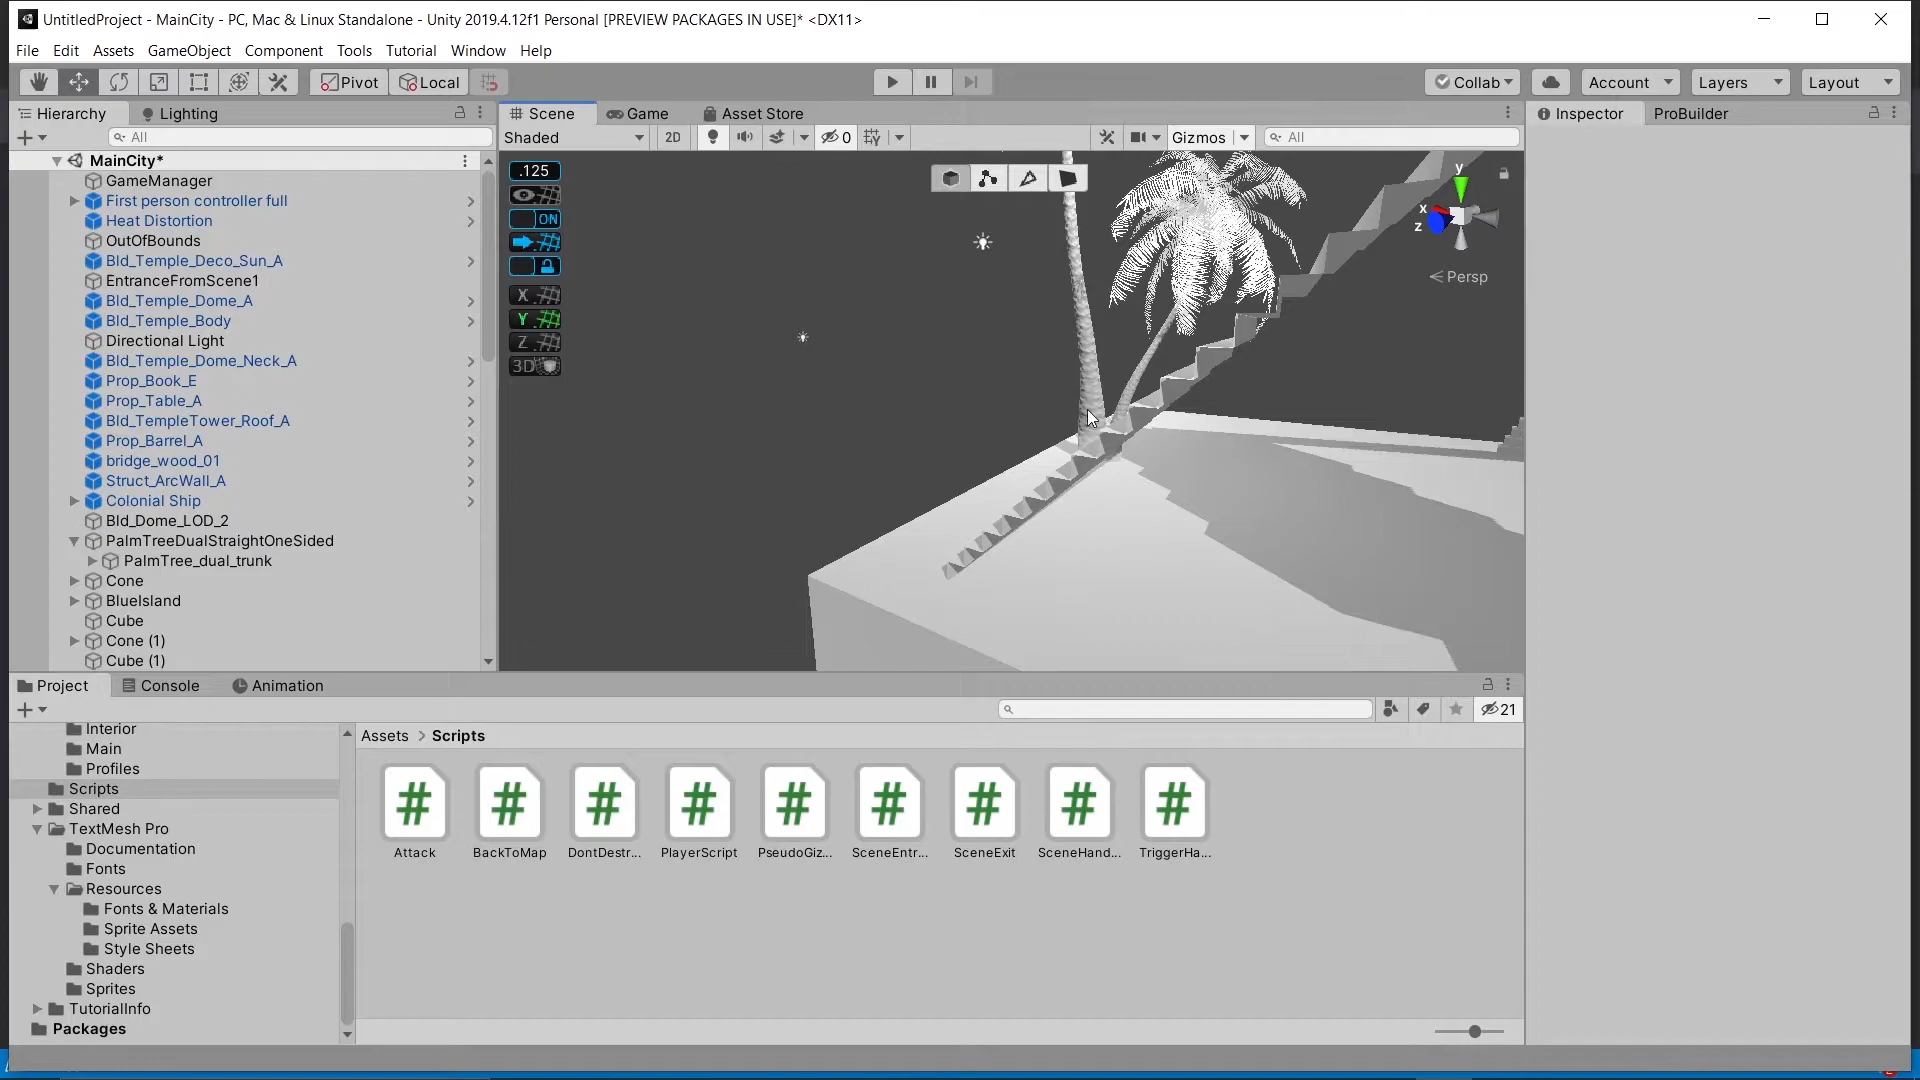 UntitledProject - MainCity - PC, Mac & Linux Standalone - Unity 2019.4.12f1 Personal [PREVIEW PACKAGES IN USE]* <DX11>
File Edit Assets GameObject Component Tools Tutorial Window Help
Pivot Local Collab Account Layers Layout
Hierarchy Lighting Scene Game Asset Store Inspector ProBuilder
All Shaded 2D 0 Gizmos All
MainCity*
GameManager
First person controller full
Heat Distortion
OutOfBounds
Bld_Temple_Deco_Sun_A
EntranceFromScene1
Bld_Temple_Dome_A
Bld_Temple_Body
Directional Light
Bld_Temple_Dome_Neck_A
Prop_Book_E
Prop_Table_A
Bld_TempleTower_Roof_A
Prop_Barrel_A
bridge_wood_01
Struct_ArcWall_A
Colonial Ship
Bld_Dome_LOD_2
PalmTreeDualStraightOneSided
PalmTree_dual_trunk
Cone
BlueIsland
Cube
Cone (1)
Cube (1)
.125
ON
X
Y
Z
3D
y
x
z
Persp
Project Console Animation
21
Interior
Main
Profiles
Scripts
Shared
TextMesh Pro
Documentation
Fonts
Resources
Fonts & Materials
Sprite Assets
Style Sheets
Shaders
Sprites
TutorialInfo
Packages
Assets > Scripts
# # # # # # # # #
Attack BackToMap DontDestr... PlayerScript PseudoGiz... SceneEntr... SceneExit SceneHand... TriggerHa...